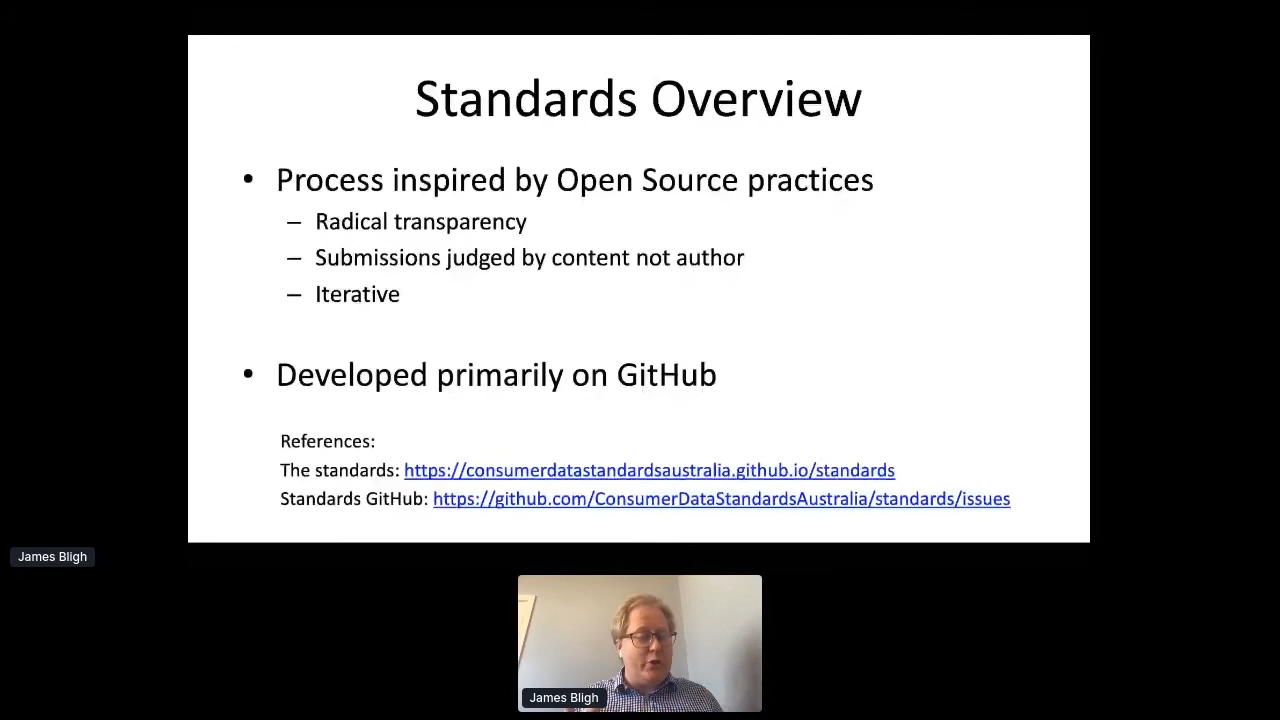 Standards Overview
• Process inspired by Open Source practices
– Radical transparency
– Submissions judged by content not author
– Iterative
• Developed primarily on GitHub
References:
The standards: https://consumerdatastandardsaustralia.github.io/standards
Standards GitHub: https://github.com/ConsumerDataStandardsAustralia/standards/issues
James Bligh
James Bligh